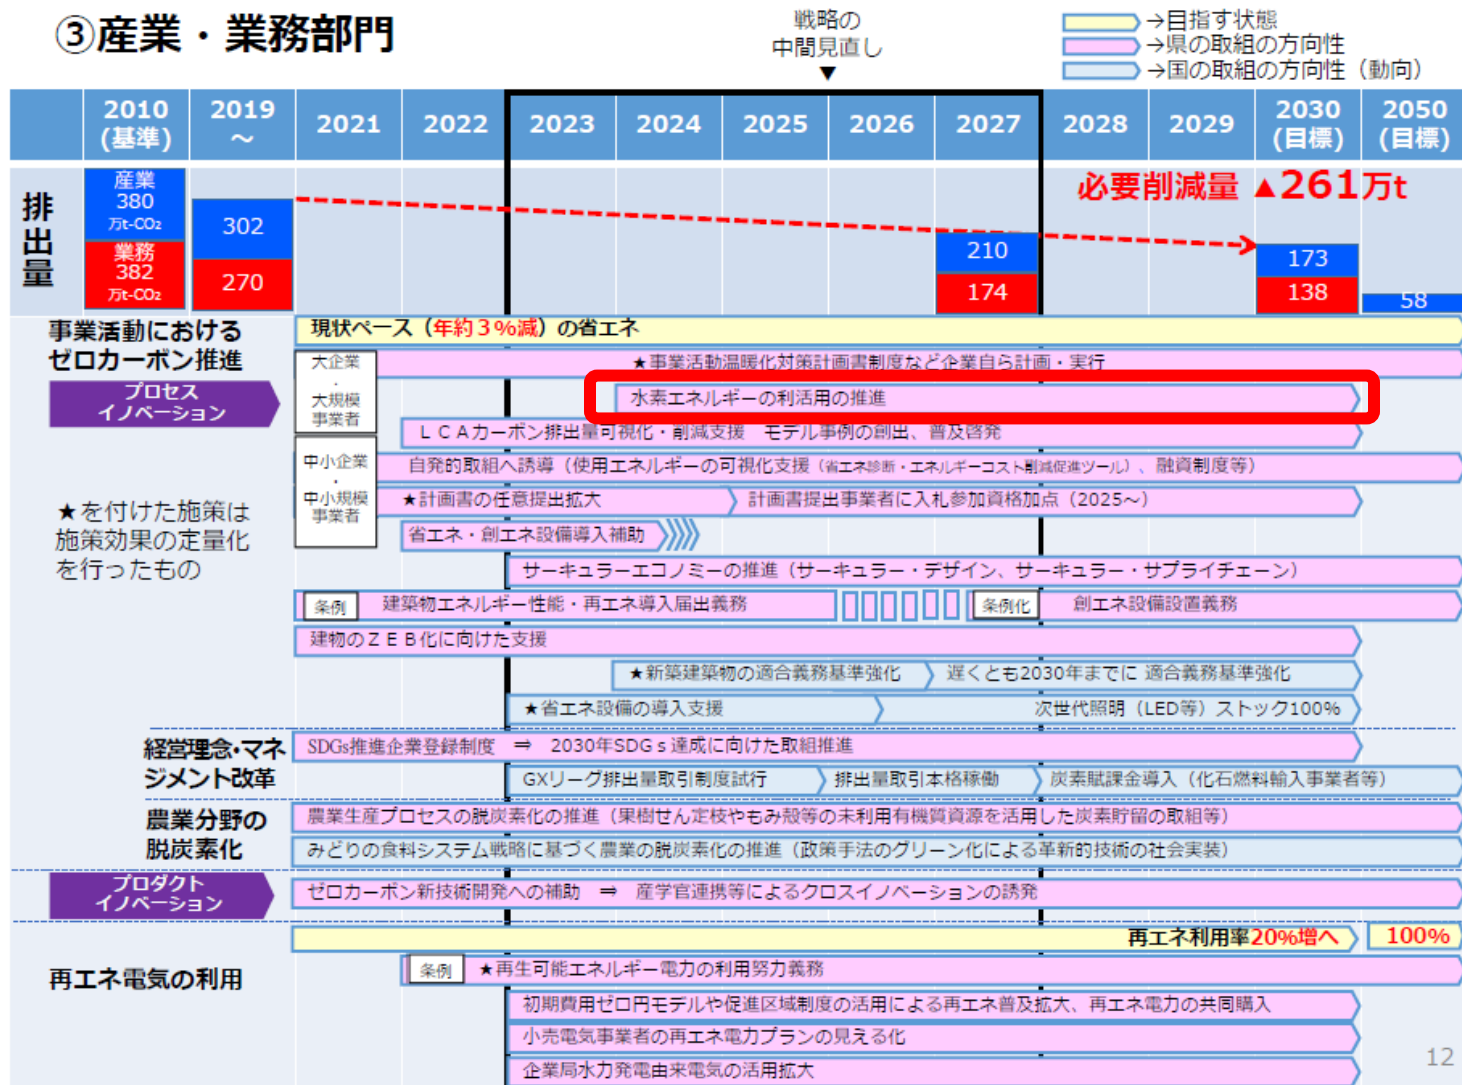 ③産業・業務部門
戦略の
中間見直し
▼
→目指す状態
→県の取組の方向性
→国の取組の方向性（動向）
2010
(基準)
2019
～
2021
2022
2023
2024
2025
2026
2027
2028
2029
2030
(目標)
2050
(目標)
排出量
産業
380
万t-CO₂
業務
382
万t-CO₂
302
270
210
174
必要削減量 ▲261万t
173
138
58
事業活動における
ゼロカーボン推進
プロセス
イノベーション
★を付けた施策は
施策効果の定量化
を行ったもの
現状ペース（年約３％減）の省エネ
大企業
・
大規模
事業者
★事業活動温暖化対策計画書制度など企業自ら計画・実行
水素エネルギーの利活用の推進
ＬＣＡカーボン排出量可視化・削減支援　モデル事例の創出、普及啓発
中小企業
・
中小規模
事業者
自発的取組へ誘導（使用エネルギーの可視化支援（省エネ診断・エネルギーコスト削減促進ツール）、融資制度等）
★計画書の任意提出拡大
計画書提出事業者に入札参加資格加点（2025～）
省エネ・創エネ設備導入補助
サーキュラーエコノミーの推進（サーキュラー・デザイン、サーキュラー・サプライチェーン）
条例
建築物エネルギー性能・再エネ導入届出義務
条例化
創エネ設備設置義務
建物のＺＥＢ化に向けた支援
★新築建築物の適合義務基準強化
遅くとも2030年までに 適合義務基準強化
★省エネ設備の導入支援
次世代照明（LED等）ストック100%
経営理念・マネ
ジメント改革
SDGs推進企業登録制度　⇒　2030年SDGｓ達成に向けた取組推進
GXリーグ排出量取引制度試行
排出量取引本格稼働
炭素賦課金導入（化石燃料輸入事業者等）
農業分野の
脱炭素化
農業生産プロセスの脱炭素化の推進（果樹せん定枝やもみ殻等の未利用有機質資源を活用した炭素貯留の取組等）
みどりの食料システム戦略に基づく農業の脱炭素化の推進（政策手法のグリーン化による革新的技術の社会実装）
プロダクト
イノベーション
ゼロカーボン新技術開発への補助　⇒　産学官連携等によるクロスイノベーションの誘発
再エネ電気の利用
再エネ利用率20%増へ
100%
条例
★再生可能エネルギー電力の利用努力義務
初期費用ゼロ円モデルや促進区域制度の活用による再エネ普及拡大、再エネ電力の共同購入
小売電気事業者の再エネ電力プランの見える化
企業局水力発電由来電気の活用拡大
12